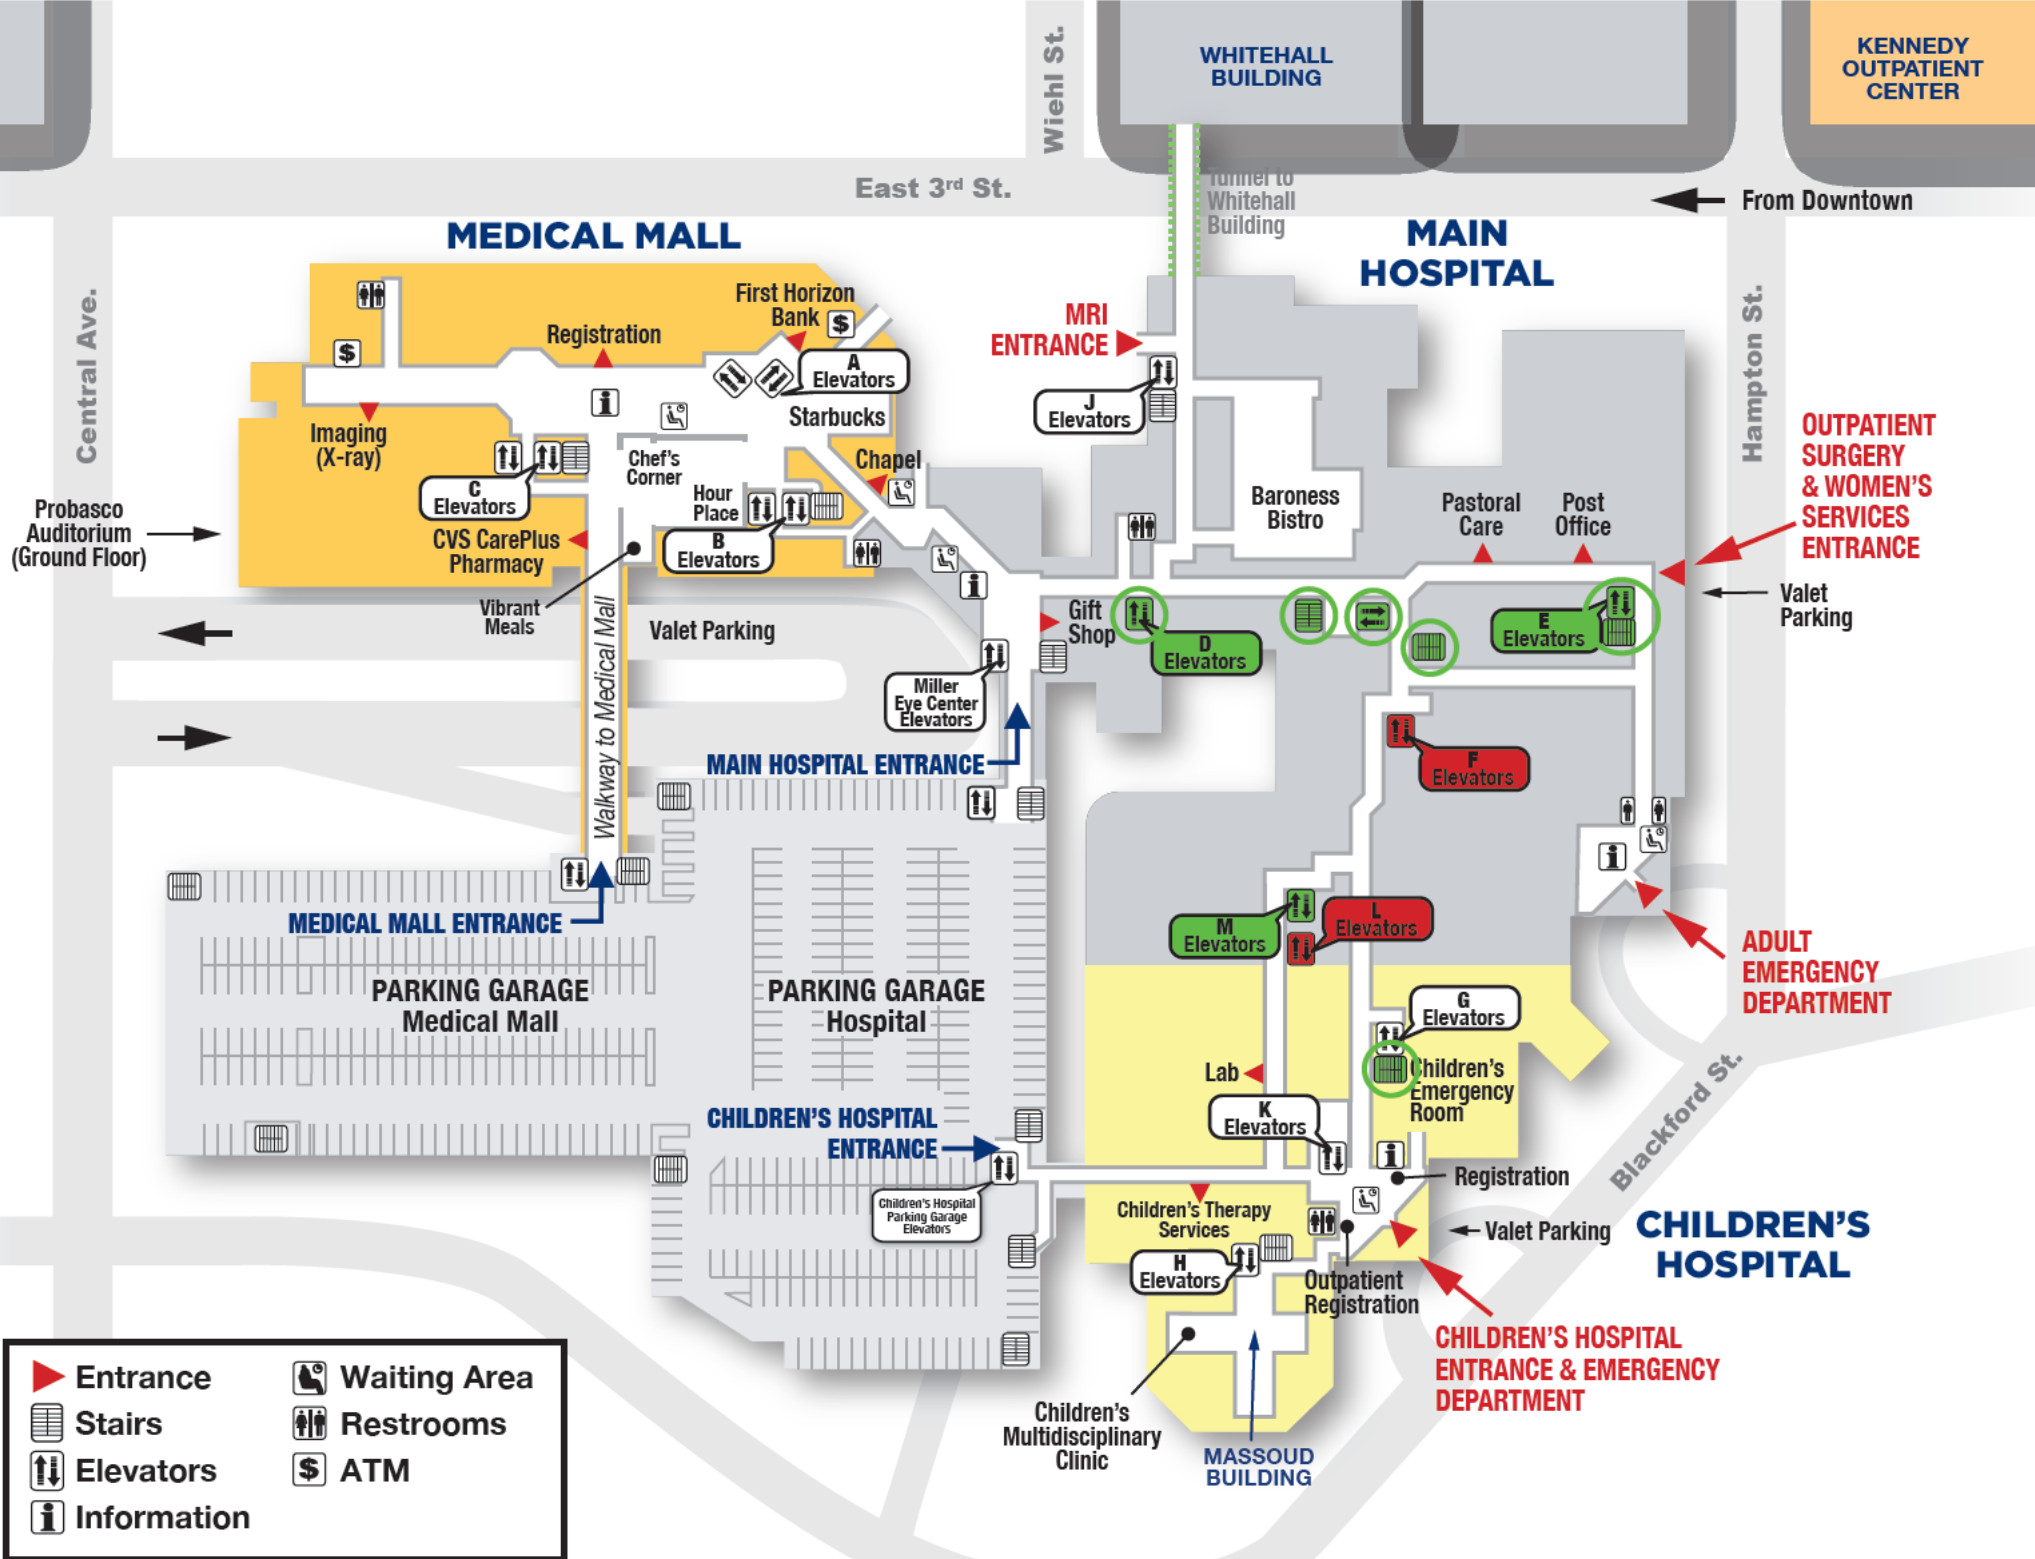 WHITEHALL
BUILDING
KENNEDY
OUTPATIENT
CENTER
Wiehl St.
East 3rd St.
Tunnel to
Whitehall
Building
From Downtown
MEDICAL MALL
MAIN
HOSPITAL
Central Ave.
Hampton St.
First Horizon
Bank
$
Registration
$
A
Elevators
MRI
ENTRANCE
J
Elevators
Starbucks
Imaging
(X-ray)
Chef's
Corner
Chapel
C
Elevators
Hour
Place
B
Elevators
CVS CarePlus
Pharmacy
Probasco
Auditorium
(Ground Floor)
Vibrant
Meals
Valet Parking
Walkway to Medical Mall
Baroness
Bistro
Pastoral
Care
Post
Office
OUTPATIENT
SURGERY
& WOMEN'S
SERVICES
ENTRANCE
Valet
Parking
Gift
Shop
D
Elevators
E
Elevators
Miller
Eye Center
Elevators
MAIN HOSPITAL ENTRANCE
F
Elevators
MEDICAL MALL ENTRANCE
M
Elevators
L
Elevators
ADULT
EMERGENCY
DEPARTMENT
PARKING GARAGE
Medical Mall
PARKING GARAGE
Hospital
G
Elevators
Lab
Children's
Emergency
Room
K
Elevators
Blackford St.
CHILDREN'S HOSPITAL
ENTRANCE
Children's Hospital
Parking Garage
Elevators
Registration
Children's Therapy
Services
Valet Parking
CHILDREN'S
HOSPITAL
H
Elevators
Outpatient
Registration
CHILDREN'S HOSPITAL
ENTRANCE & EMERGENCY
DEPARTMENT
Children's
Multidisciplinary
Clinic
MASSOUD
BUILDING
Entrance
Stairs
Elevators
Information
Waiting Area
Restrooms
$ ATM